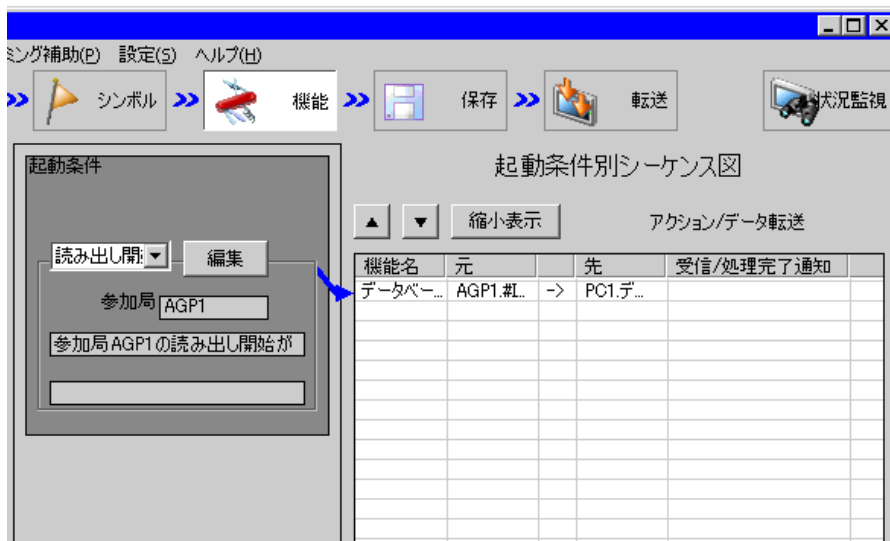 ミング補助(P) 設定(S) ヘルプ(H)
シンボル 機能 保存 転送 状況監視
起動条件
起動条件別シーケンス図
縮小表示 アクション/データ転送
読み出し開 編集
機能名 元 先 受信/処理完了通知
データベー... AGP1.#I... -> PC1.デ...
参加局 AGP1
参加局AGP1の読み出し開始が